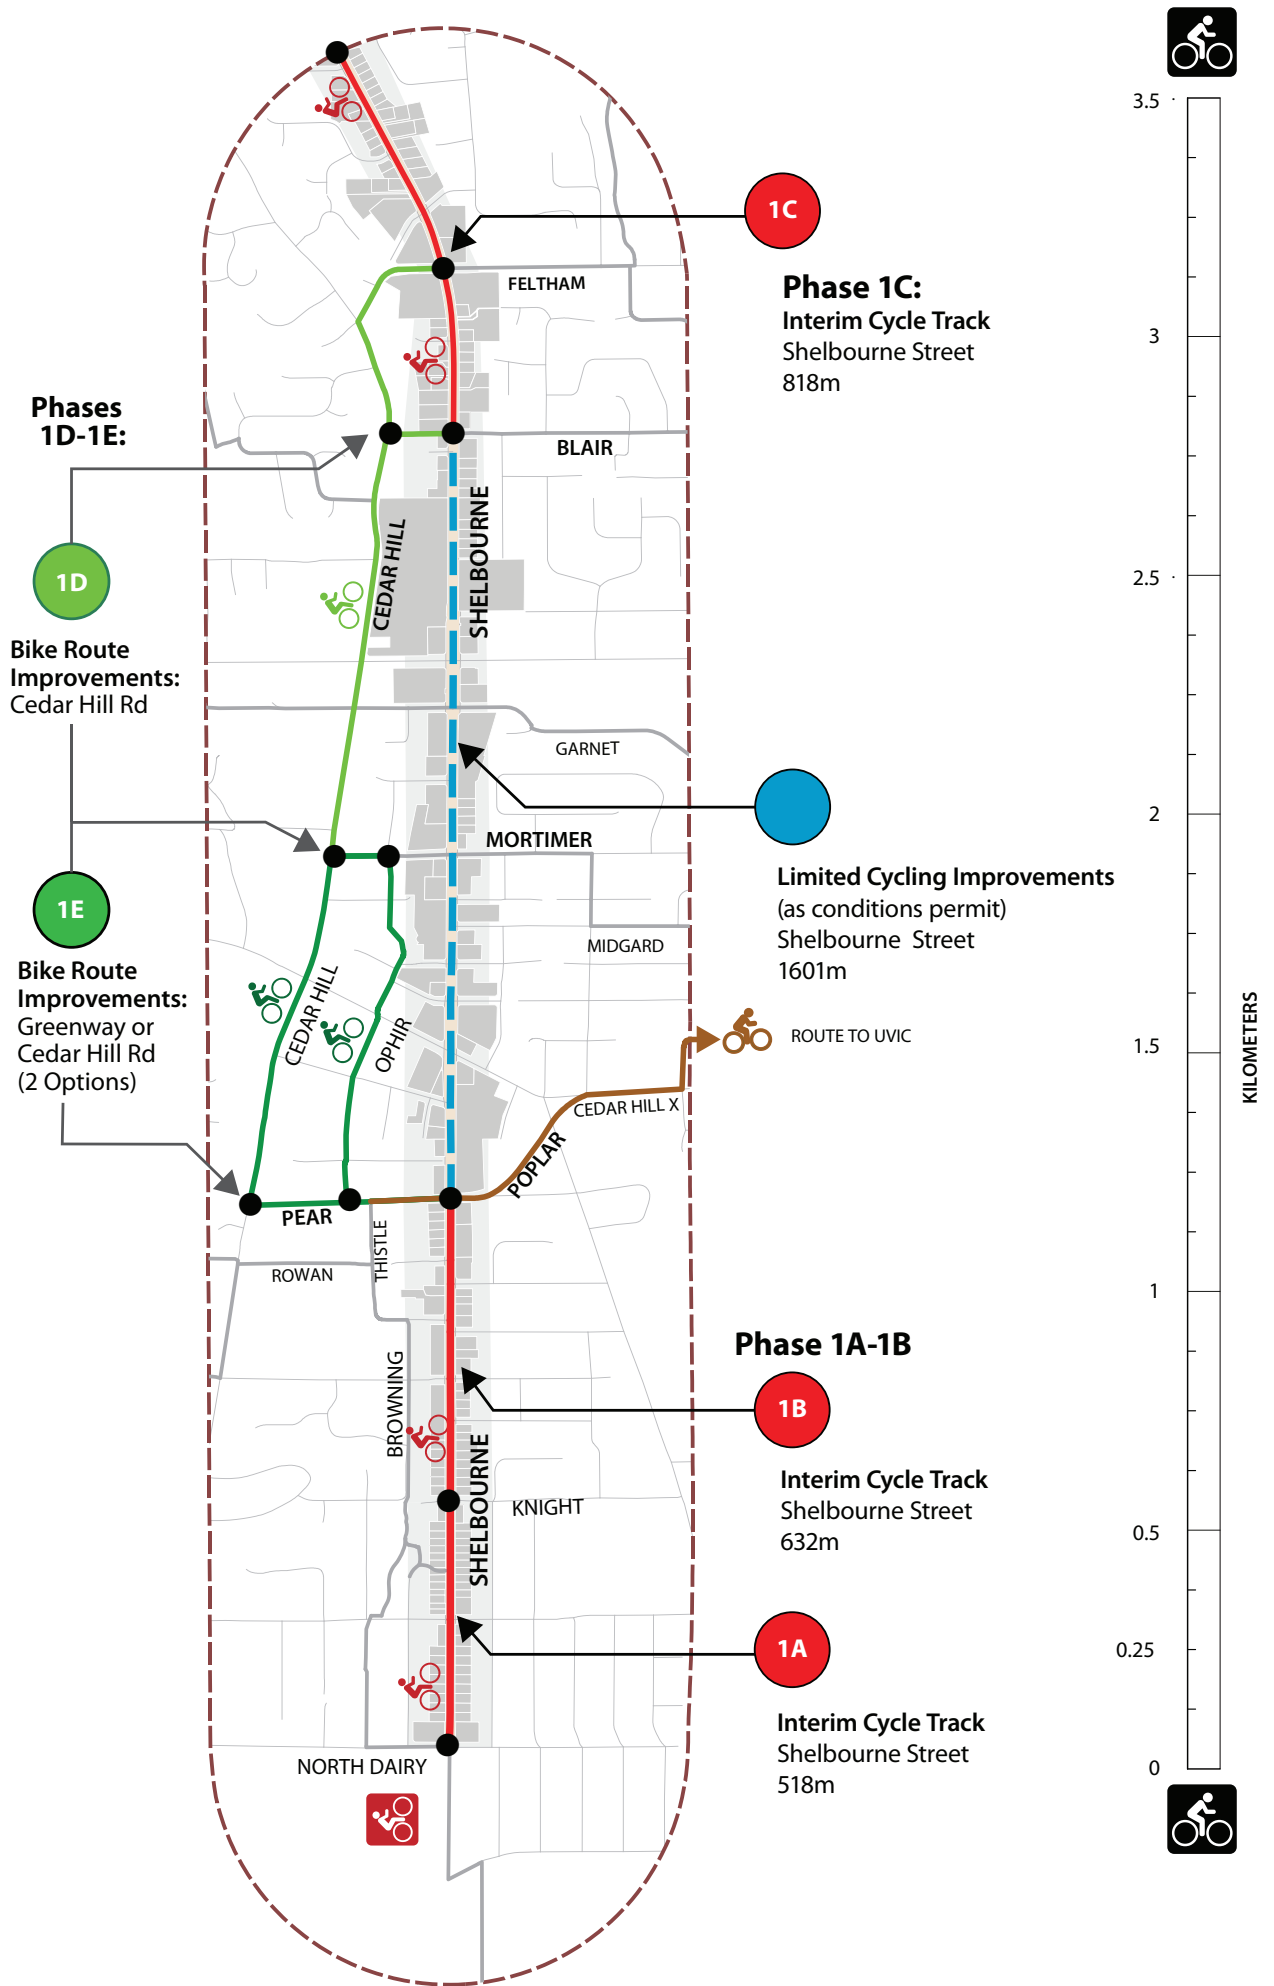 3.5
1C
Phase 1C:
Interim Cycle Track
Shelbourne Street
818m
FELTHAM
3
Phases
1D-1E:
BLAIR
SHELBOURNE
CEDAR HILL
2.5
1D
Bike Route
Improvements:
Cedar Hill Rd
GARNET
2
MORTIMER
Limited Cycling Improvements
(as conditions permit)
Shelbourne Street
1601m
1E
MIDGARD
Bike Route
Improvements:
Greenway or
Cedar Hill Rd
(2 Options)
CEDAR HILL
OPHIR
ROUTE TO UVIC
1.5
KILOMETERS
CEDAR HILL X
POPLAR
PEAR
THISTLE
ROWAN
1
Phase 1A-1B
BROWNING
1B
SHELBOURNE
Interim Cycle Track
Shelbourne Street
632m
KNIGHT
0.5
1A
0.25
Interim Cycle Track
Shelbourne Street
518m
NORTH DAIRY
0